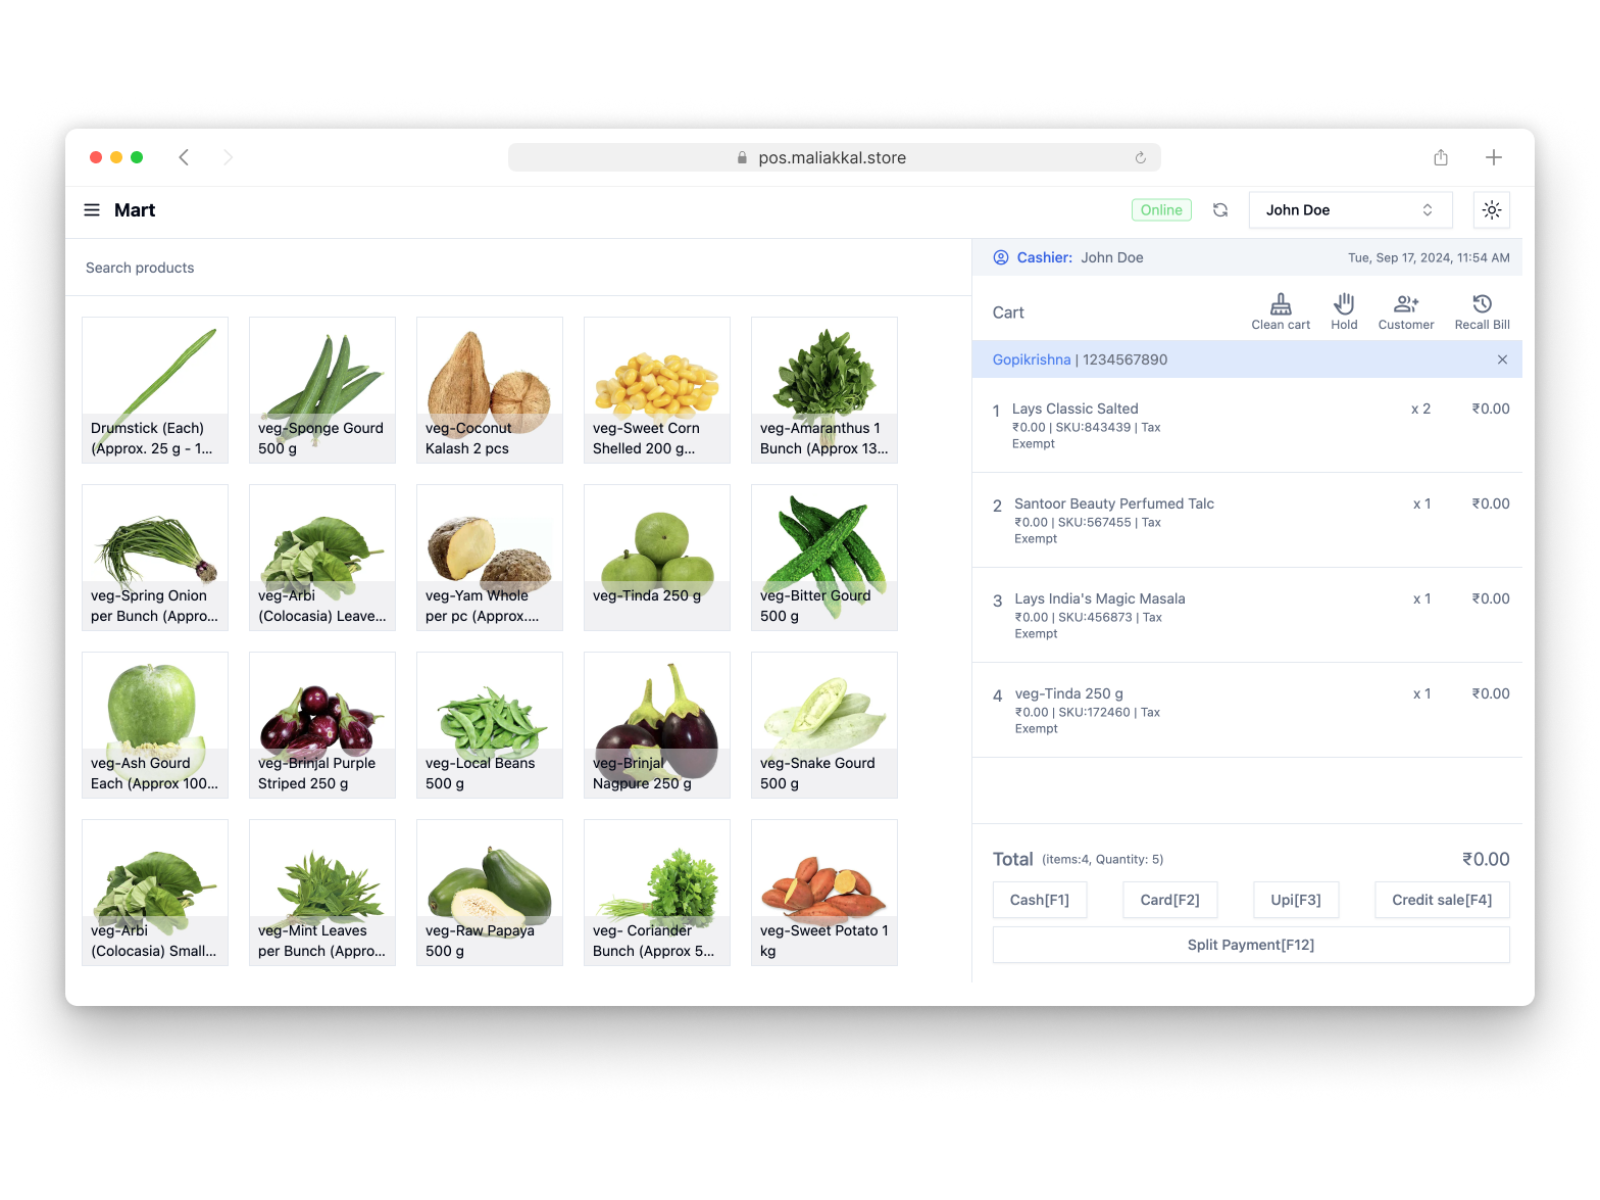 pos.maliakkal.store
Mart
Online
John Doe
Search products
Drumstick (Each)
(Approx. 25 g - 1...
veg-Sponge Gourd
500 g
veg-Coconut
Kalash 2 pcs
veg-Sweet Corn
Shelled 200 g...
veg-Amaranthus 1
Bunch (Approx 13...
veg-Spring Onion
per Bunch (Appro...
veg-Arbi
(Colocasia) Leave...
veg-Yam Whole
per pc (Approx....
veg-Tinda 250 g
veg-Bitter Gourd
500 g
veg-Ash Gourd
Each (Approx 100...
veg-Brinjal Purple
Striped 250 g
veg-Local Beans
500 g
veg-Brinjal
Nagpure 250 g
veg-Snake Gourd
500 g
veg-Arbi
(Colocasia) Small...
veg-Mint Leaves
per Bunch (Appro...
veg-Raw Papaya
500 g
veg- Coriander
Bunch (Approx 5...
veg-Sweet Potato 1
kg
Cashier: John Doe
Tue, Sep 17, 2024, 11:54 AM
Cart
Clean cart
Hold
Customer
Recall Bill
Gopikrishna | 1234567890
1 Lays Classic Salted x 2 ₹0.00
₹0.00 | SKU:843439 | Tax
Exempt
2 Santoor Beauty Perfumed Talc x 1 ₹0.00
₹0.00 | SKU:567455 | Tax
Exempt
3 Lays India's Magic Masala x 1 ₹0.00
₹0.00 | SKU:456873 | Tax
Exempt
4 veg-Tinda 250 g x 1 ₹0.00
₹0.00 | SKU:172460 | Tax
Exempt
Total (items:4, Quantity: 5) ₹0.00
Cash[F1]
Card[F2]
Upi[F3]
Credit sale[F4]
Split Payment[F12]